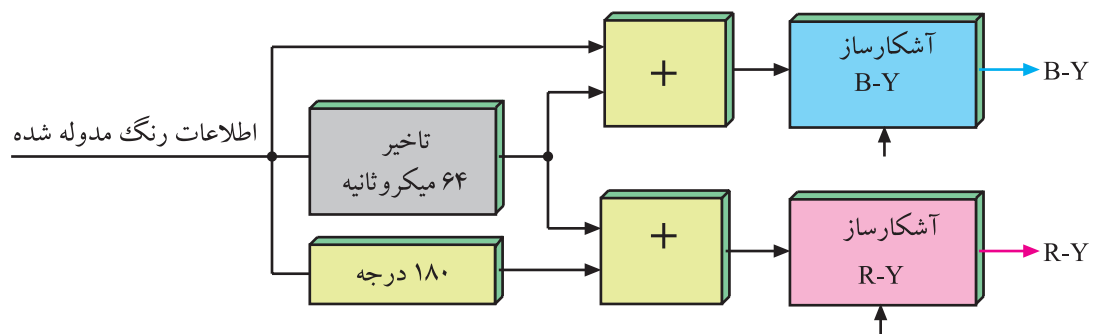 اطلاعات رنگ مدوله شده
تاخیر
۶۴ میکروثانیه
۱۸۰ درجه
+
+
آشکارساز
B-Y
B-Y
آشکارساز
R-Y
R-Y